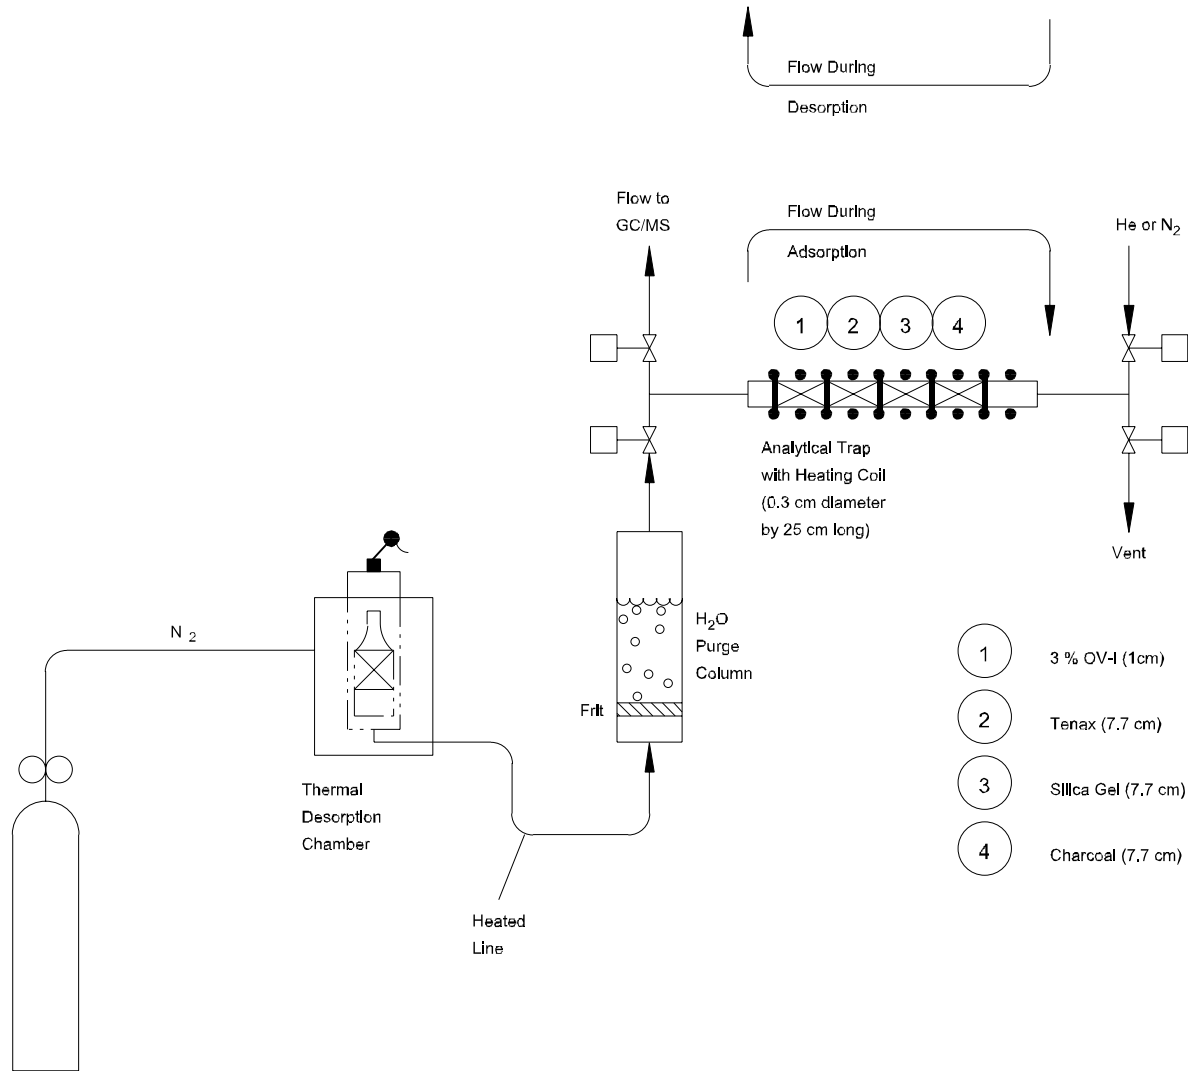 Flow During
Desorption
Flow to
GC/MS
Flow During
Adsorption
He or N2
1 2 3 4
Analytical Trap
with Heating Coil
(0.3 cm diameter
by 25 cm long)
Vent
N 2
H2O
Purge
Column
Frit
Thermal
Desorption
Chamber
Heated
Line
1 3 % OV-I (1cm)
2 Tenax (7.7 cm)
3 Silica Gel (7.7 cm)
4 Charcoal (7.7 cm)